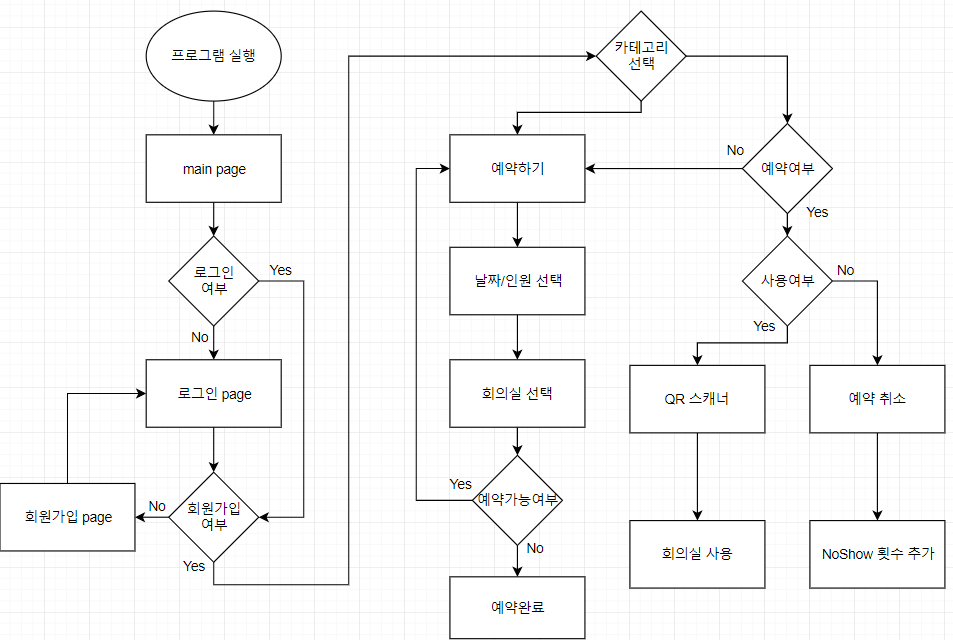 프로그램 실행
main page
로그인
여부
Yes
No
로그인 page
회원가입
여부
No
회원가입 page
Yes
카테고리
선택
예약하기
날짜/인원 선택
회의실 선택
예약가능여부
Yes
No
예약완료
예약여부
No
Yes
사용여부
No
Yes
QR 스캐너
예약 취소
회의실 사용
NoShow 횟수 추가